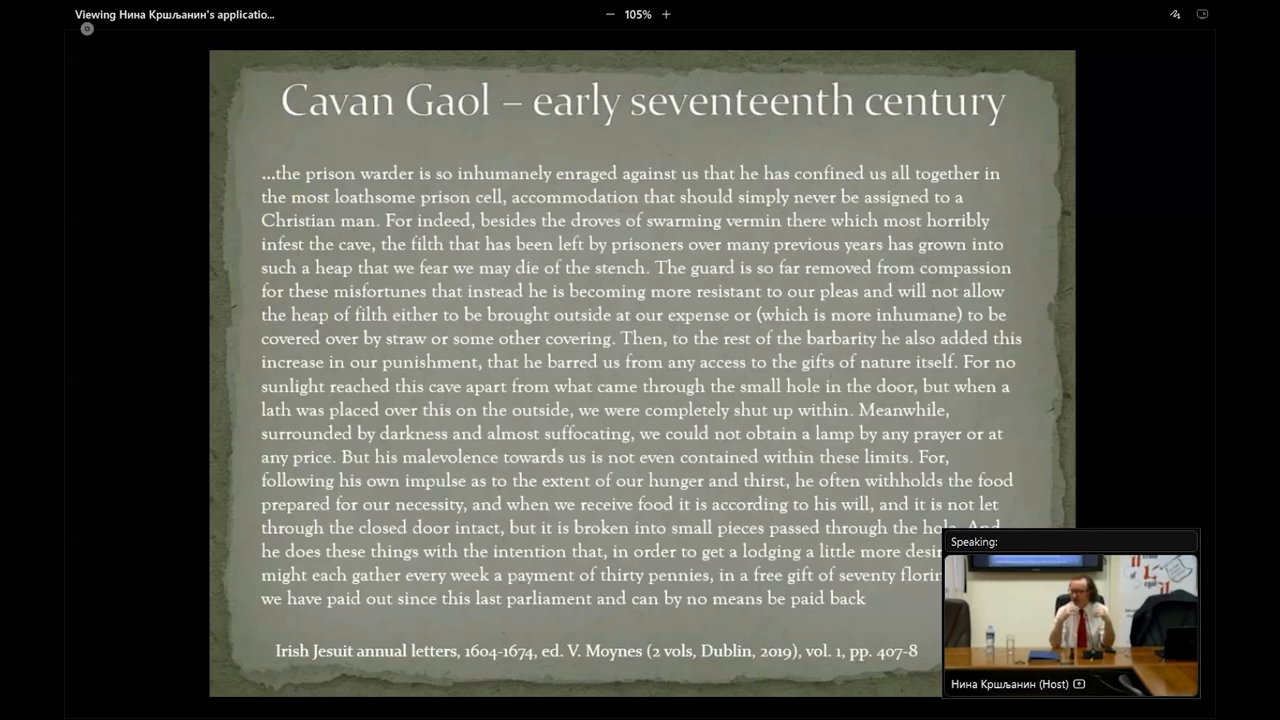 Viewing Нина Кршљанин's applicatio...
105%
Cavan Gaol – early seventeenth century
...the prison warder is so inhumanely enraged against us that he has confined us all together in
the most loathsome prison cell, accommodation that should simply never be assigned to a
Christian man. For indeed, besides the droves of swarming vermin there which most horribly
infest the cave, the filth that has been left by prisoners over many previous years has grown into
such a heap that we fear we may die of the stench. The guard is so far removed from compassion
for these misfortunes that instead he is becoming more resistant to our pleas and will not allow
the heap of filth either to be brought outside at our expense or (which is more inhumane) to be
covered over by straw or some other covering. Then, to the rest of the barbarity he also added this
increase in our punishment, that he barred us from any access to the gifts of nature itself. For no
sunlight reached this cave apart from what came through the small hole in the door, but when a
lath was placed over this on the outside, we were completely shut up within. Meanwhile,
surrounded by darkness and almost suffocating, we could not obtain a lamp by any prayer or at
any price. But his malevolence towards us is not even contained within these limits. For,
following his own impulse as to the extent of our hunger and thirst, he often withholds the food
prepared for our necessity, and when we receive food it is according to his will, and it is not let
through the closed door intact, but it is broken into small pieces passed through the hole. And
he does these things with the intention that, in order to get a lodging a little more
might each gather every week a payment of thirty pennies, in a free gift of seventy
we have paid out since this last parliament and can by no means be paid back
Irish Jesuit annual letters, 1604-1674, ed. V. Moynes (2 vols, Dublin, 2019), vol. 1, pp. 407-8
Speaking:
Нина Кршљанин (Host)